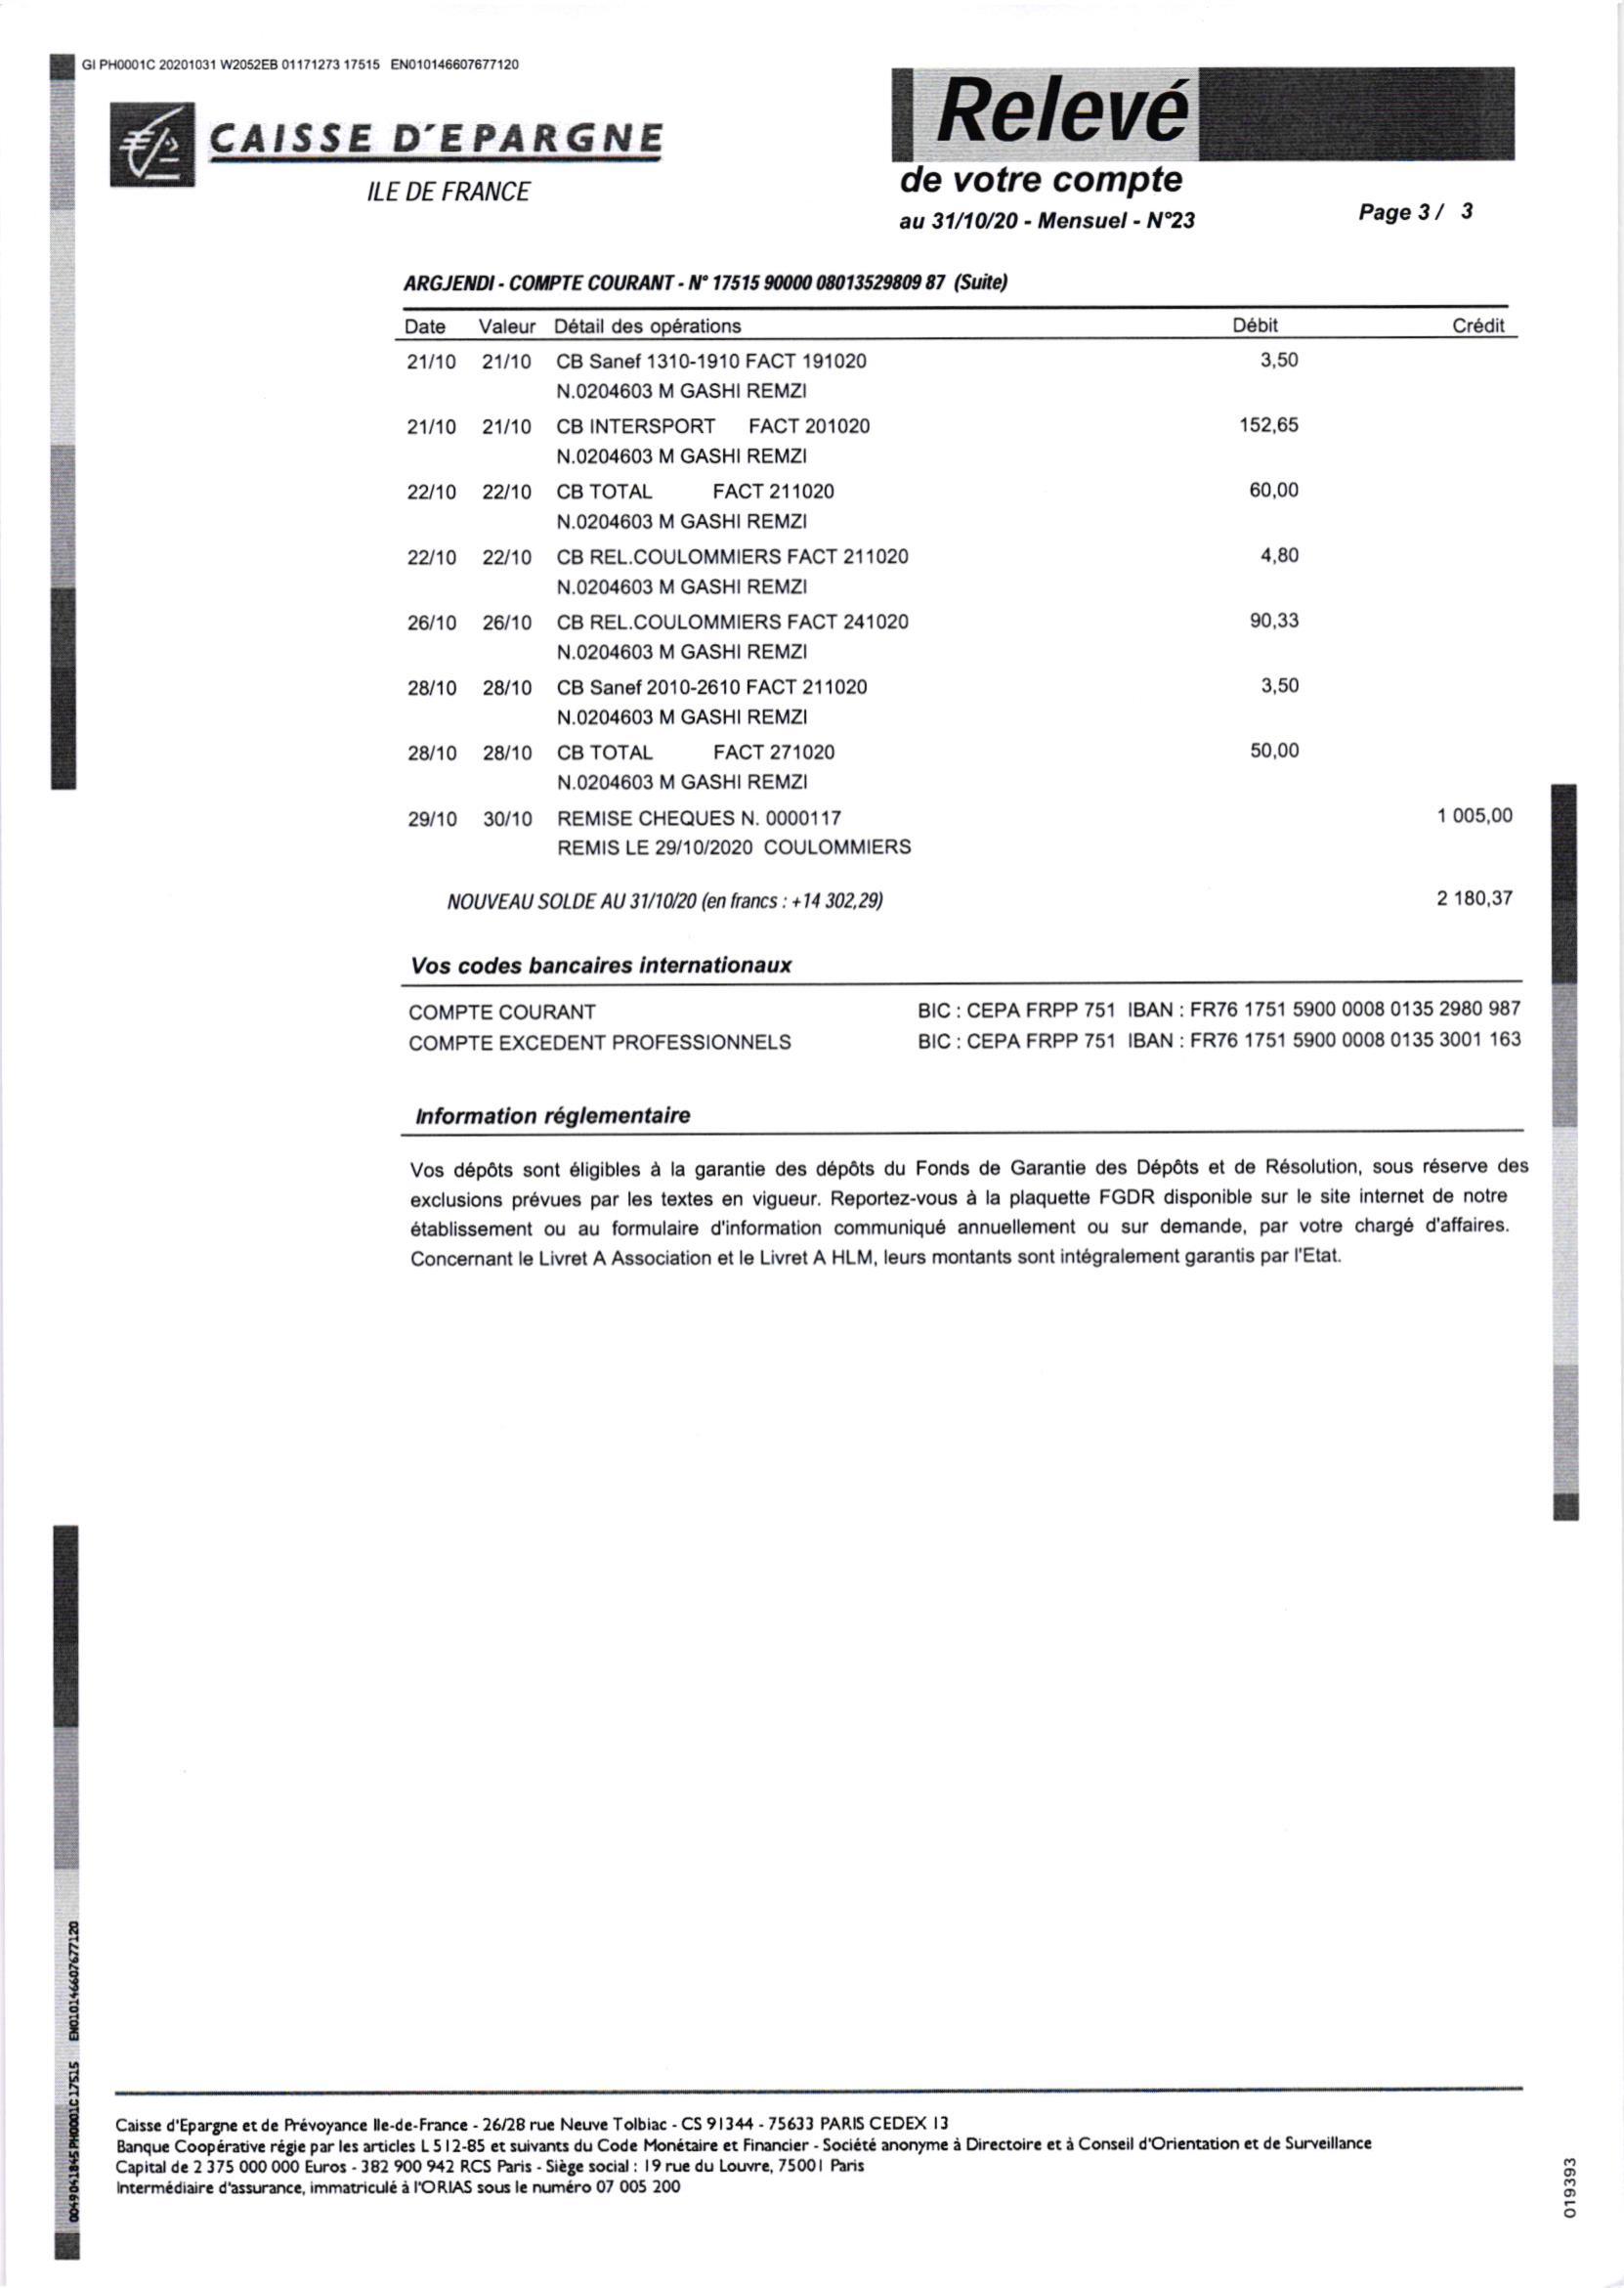 GI PH0001C 20201031 W2052EB 01171273 17515 EN010146607677120
CAISSE D'EPARGNE
ILE DE FRANCE
Relevé
de votre compte
au 31/10/20 - Mensuel - N°23
Page 3 / 3
ARGJENDI - COMPTE COURANT - N° 17515 90000 08013529809 87 (Suite)
Date Valeur Détail des opérations Débit Crédit
21/10 21/10 CB Sanef 1310-1910 FACT 191020 3,50
N.0204603 M GASHI REMZI
21/10 21/10 CB INTERSPORT FACT 201020 152,65
N.0204603 M GASHI REMZI
22/10 22/10 CB TOTAL FACT 211020 60,00
N.0204603 M GASHI REMZI
22/10 22/10 CB REL.COULOMMIERS FACT 211020 4,80
N.0204603 M GASHI REMZI
26/10 26/10 CB REL.COULOMMIERS FACT 241020 90,33
N.0204603 M GASHI REMZI
28/10 28/10 CB Sanef 2010-2610 FACT 211020 3,50
N.0204603 M GASHI REMZI
28/10 28/10 CB TOTAL FACT 271020 50,00
N.0204603 M GASHI REMZI
29/10 30/10 REMISE CHEQUES N. 0000117 1 005,00
REMIS LE 29/10/2020 COULOMMIERS
NOUVEAU SOLDE AU 31/10/20 (en francs : +14 302,29) 2 180,37
Vos codes bancaires internationaux
COMPTE COURANT BIC : CEPA FRPP 751 IBAN : FR76 1751 5900 0008 0135 2980 987
COMPTE EXCEDENT PROFESSIONNELS BIC : CEPA FRPP 751 IBAN : FR76 1751 5900 0008 0135 3001 163
Information réglementaire
Vos dépôts sont éligibles à la garantie des dépôts du Fonds de Garantie des Dépôts et de Résolution, sous réserve des
exclusions prévues par les textes en vigueur. Reportez-vous à la plaquette FGDR disponible sur le site internet de notre
établissement ou au formulaire d'information communiqué annuellement ou sur demande, par votre chargé d'affaires.
Concernant le Livret A Association et le Livret A HLM, leurs montants sont intégralement garantis par l'Etat.
0049041845PH0001C17515 EN010146607677120
Caisse d'Epargne et de Prévoyance Ile-de-France - 26/28 rue Neuve Tolbiac - CS 91344 - 75633 PARIS CEDEX 13
Banque Coopérative régie par les articles L 512-85 et suivants du Code Monétaire et Financier - Société anonyme à Directoire et à Conseil d'Orientation et de Surveillance
Capital de 2 375 000 000 Euros - 382 900 942 RCS Paris - Siège social : 19 rue du Louvre, 75001 Paris
Intermédiaire d'assurance, immatriculé à l'ORIAS sous le numéro 07 005 200
019393